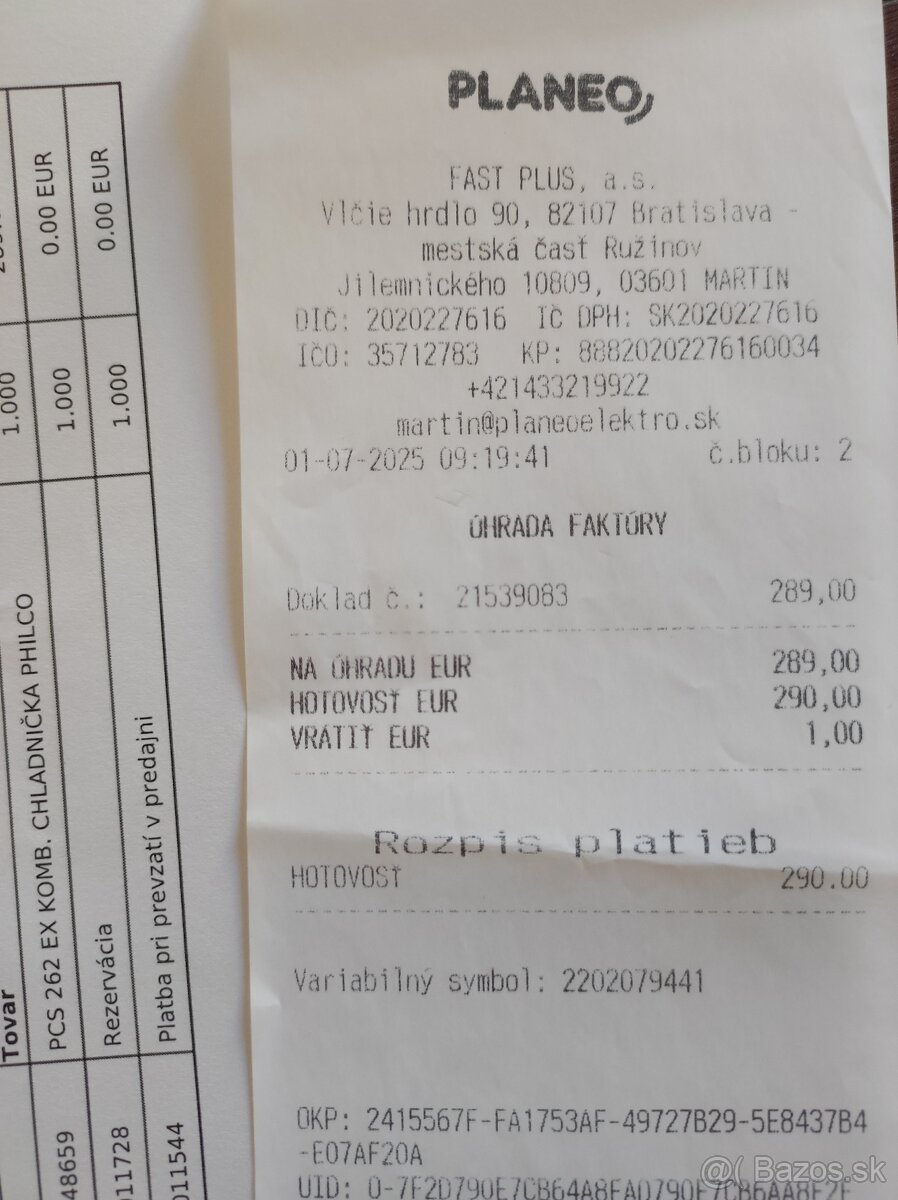 PLANEO
FAST PLUS, a.s.
Vlčie hrdlo 90, 82107 Bratislava -
mestská časť Ružinov
Jilemnického 10809, 03601 MARTIN
DIČ: 2020227616 IČ DPH: SK2020227616
IČO: 35712783 KP: 88820202276160034
+421433219922
martin@planeoelektro.sk
01-07-2025 09:19:41 č.bloku: 2
ÚHRADA FAKTÚRY
Doklad č.: 21539083 289,00
NA ÚHRADU EUR 289,00
HOTOVOSŤ EUR 290,00
VRÁTIŤ EUR 1,00
Rozpis platieb
HOTOVOSŤ 290.00
Variabilný symbol: 2202079441
OKP: 2415567F-FA1753AF-49727B29-5E8437B4
-E07AF20A
UID:
Tovar
48659 PCS 262 EX KOMB. CHLADNIČKA PHILCO 1.000
011728 Rezervácia 1.000 0.00 EUR
011544 Platba pri prevzatí v predajni 1.000 0.00 EUR
@( Bazos.sk